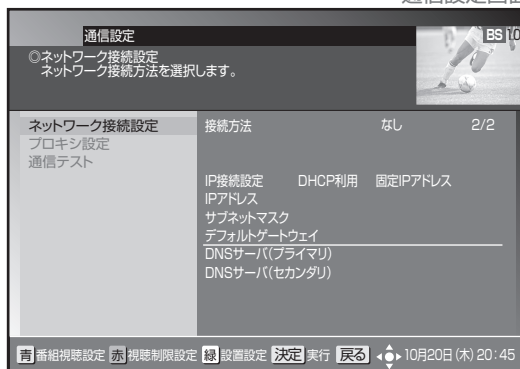 通信設定
◎ネットワーク接続設定
ネットワーク接続方法を選択します。
BS
ネットワーク接続設定
プロキシ設定
通信テスト
接続方法 なし 2/2
IP接続設定 DHCP利用 固定IPアドレス
IPアドレス
サブネットマスク
デフォルトゲートウェイ
DNSサーバ(プライマリ)
DNSサーバ(セカンダリ)
青 番組視聴設定 赤 視聴制限設定 緑 設置設定 決定 実行 戻る 10月20日(木) 20:45